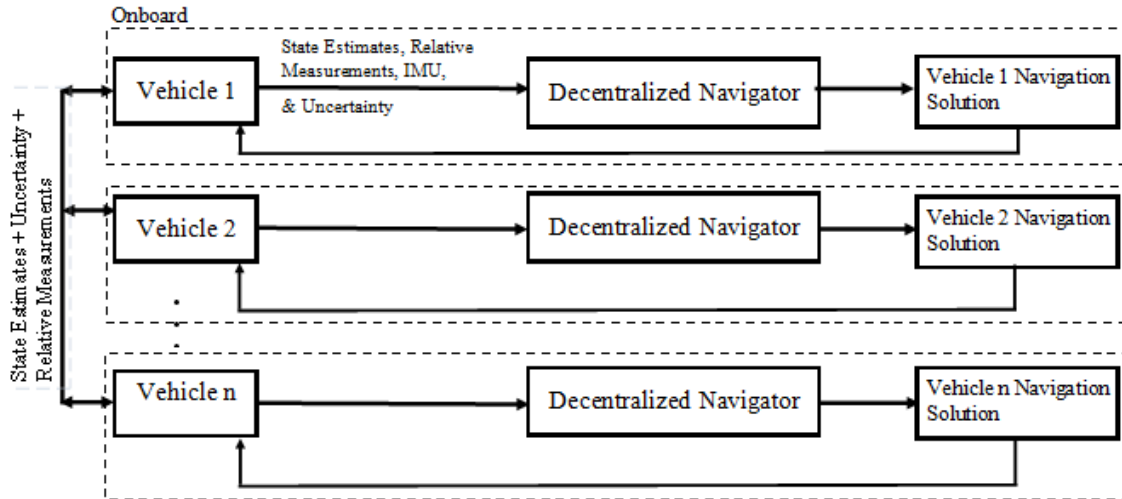 Onboard
State Estimates, Relative
Measurements, IMU,
& Uncertainty
Vehicle 1
Decentralized Navigator
Vehicle 1 Navigation
Solution
State Estimates + Uncertainty +
Relative Measurements
Vehicle 2
Decentralized Navigator
Vehicle 2 Navigation
Solution
Vehicle n
Decentralized Navigator
Vehicle n Navigation
Solution